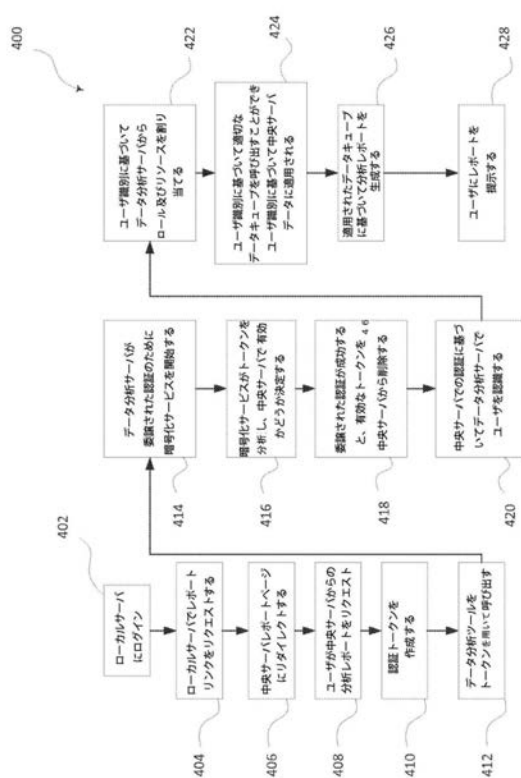 400
402
ローカルサーバ
にログイン
404
ローカルサーバでレポート
リンクをリクエストする
406
中央サーバレポートページ
にリダイレクトする
408
ユーザが中央サーバからの
分析レポートをリクエスト
410
認証トークンを
作成する
412
データ分析ツールを
トークンを用いて呼び出す
414
データ分析サーバが
委譲された認証のために
暗号化サービスを開始する
416
暗号化サービスがトークンを
分析し、中央サーバで 有効
かどうか決定する
418
委譲された認証が成功する
と、有効なトークンを 4 6
中央サーバから削除する
420
中央サーバでの認証に基づ
いてデータ分析サーバで
ユーザを認識する
422
ユーザ識別に基づいて
データ分析サーバから
ロール及びリソースを割り
当てる
424
ユーザ識別に基づいて適切な
データキューブを呼び出すことができ
ユーザ識別に基づいて中央サーバ
データに適用される
426
適用されたデータキューブ
に基づいて分析レポートを
生成する
428
ユーザにレポートを
提示する